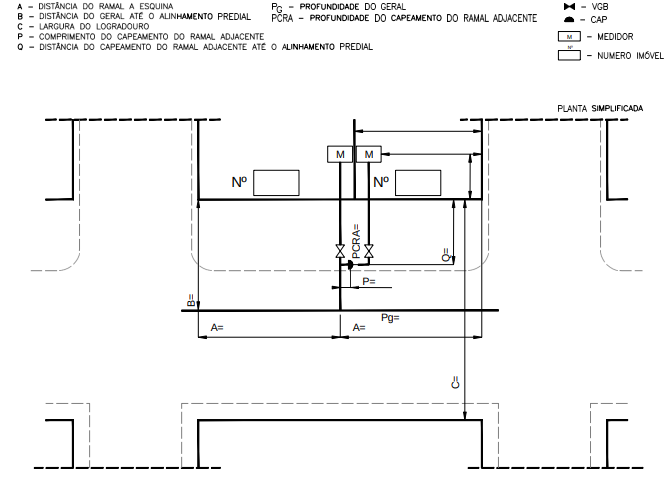 A – DISTÂNCIA DO RAMAL A ESQUINA
B – DISTÂNCIA DO GERAL ATÉ O ALINHAMENTO PREDIAL
C – LARGURA DO LOGRADOURO
P – COMPRIMENTO DO CAPEAMENTO DO RAMAL ADJACENTE
Q – DISTÂNCIA DO CAPEAMENTO DO RAMAL ADJACENTE ATÉ O ALINHAMENTO PREDIAL
PG – PROFUNDIDADE DO GERAL
PCRA – PROFUNDIDADE DO CAPEAMENTO DO RAMAL ADJACENTE
– VGB
– CAP
M – MEDIDOR
Nº – NUMERO IMÓVEL
PLANTA SIMPLIFICADA
M M
Nº Nº
PCRA=
Q=
P=
B=
Pg=
A= A=
C=